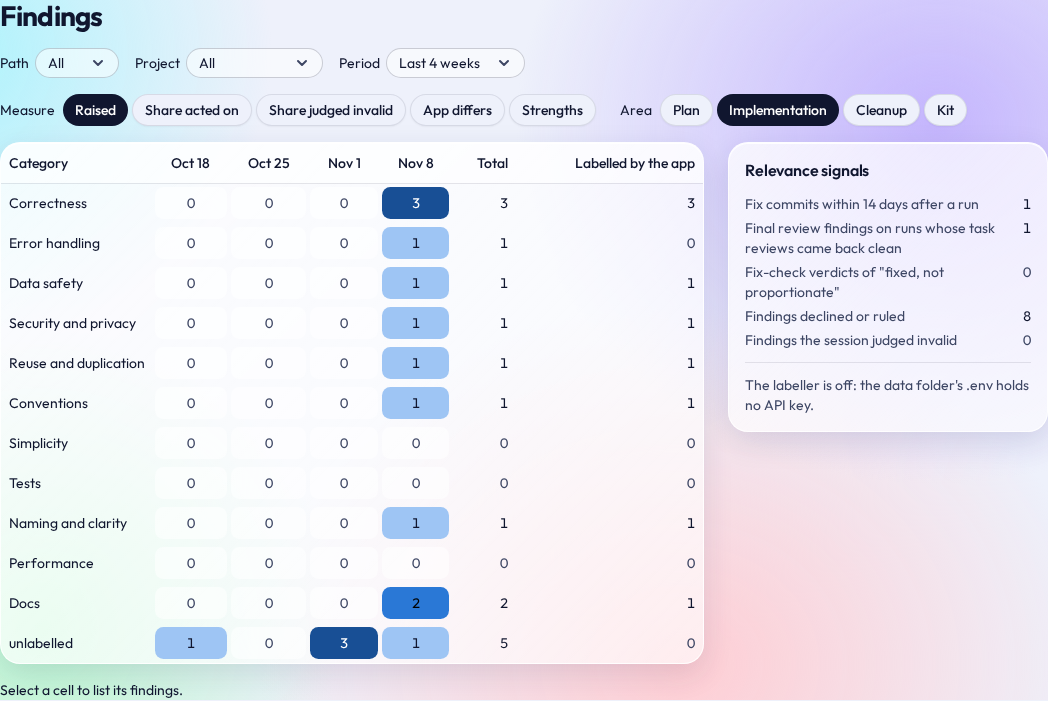 Findings
Path All Project All Period Last 4 weeks
Measure Raised Share acted on Share judged invalid App differs Strengths Area Plan Implementation Cleanup Kit
Category Oct 18 Oct 25 Nov 1 Nov 8 Total Labelled by the app
Correctness 0 0 0 3 3 3
Error handling 0 0 0 1 1 0
Data safety 0 0 0 1 1 1
Security and privacy 0 0 0 1 1 1
Reuse and duplication 0 0 0 1 1 1
Conventions 0 0 0 1 1 1
Simplicity 0 0 0 0 0 0
Tests 0 0 0 0 0 0
Naming and clarity 0 0 0 1 1 1
Performance 0 0 0 0 0 0
Docs 0 0 0 2 2 1
unlabelled 1 0 3 1 5 0
Relevance signals
Fix commits within 14 days after a run 1
Final review findings on runs whose task 1
reviews came back clean
Fix-check verdicts of "fixed, not 0
proportionate"
Findings declined or ruled 8
Findings the session judged invalid 0
The labeller is off: the data folder's .env holds
no API key.
Select a cell to list its findings.